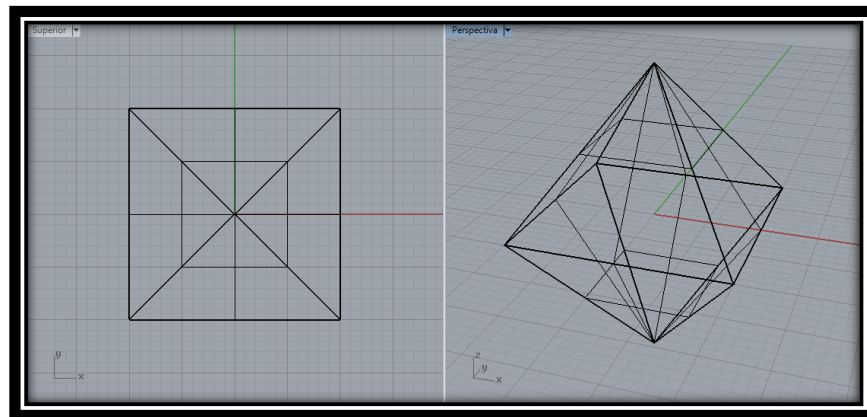 Superior
Perspectiva
y
x
z
y
x